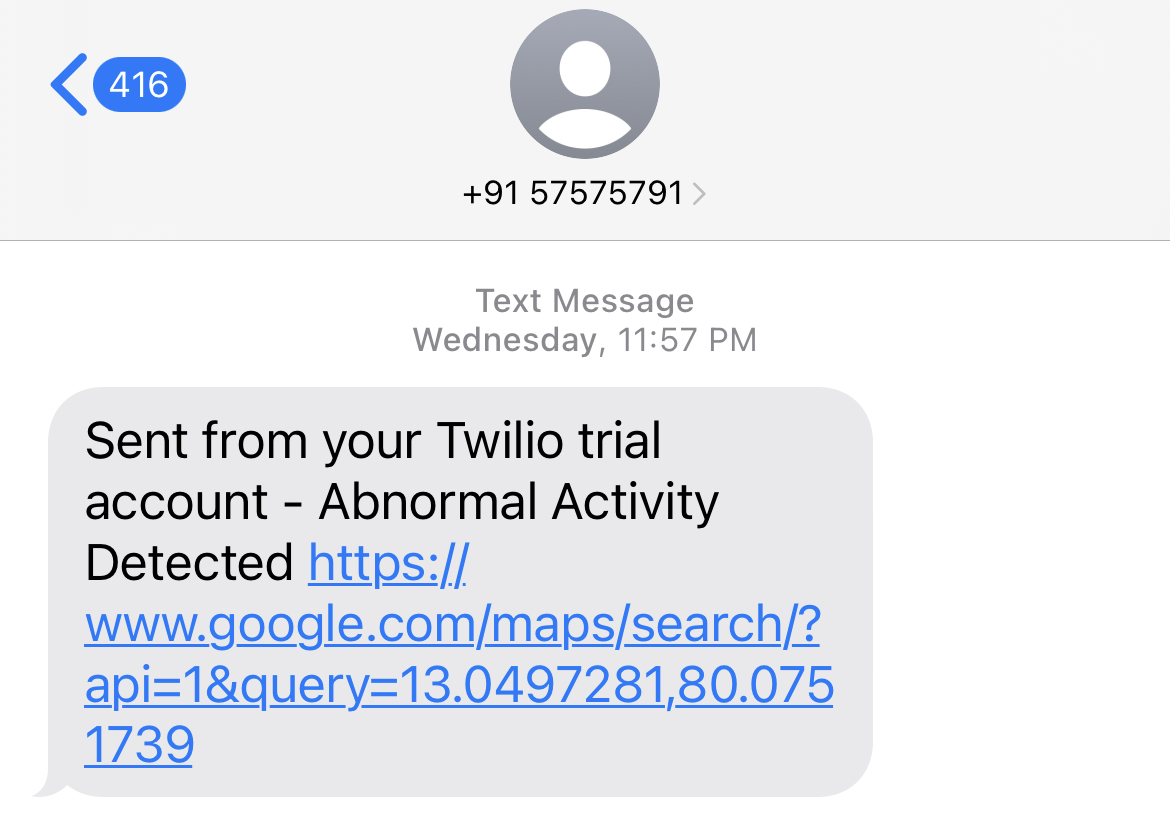 416
+91 57575791
Text Message
Wednesday, 11:57 PM
Sent from your Twilio trial
account - Abnormal Activity
Detected https://
www.google.com/maps/search/?
api=1&query=13.0497281,80.075
1739